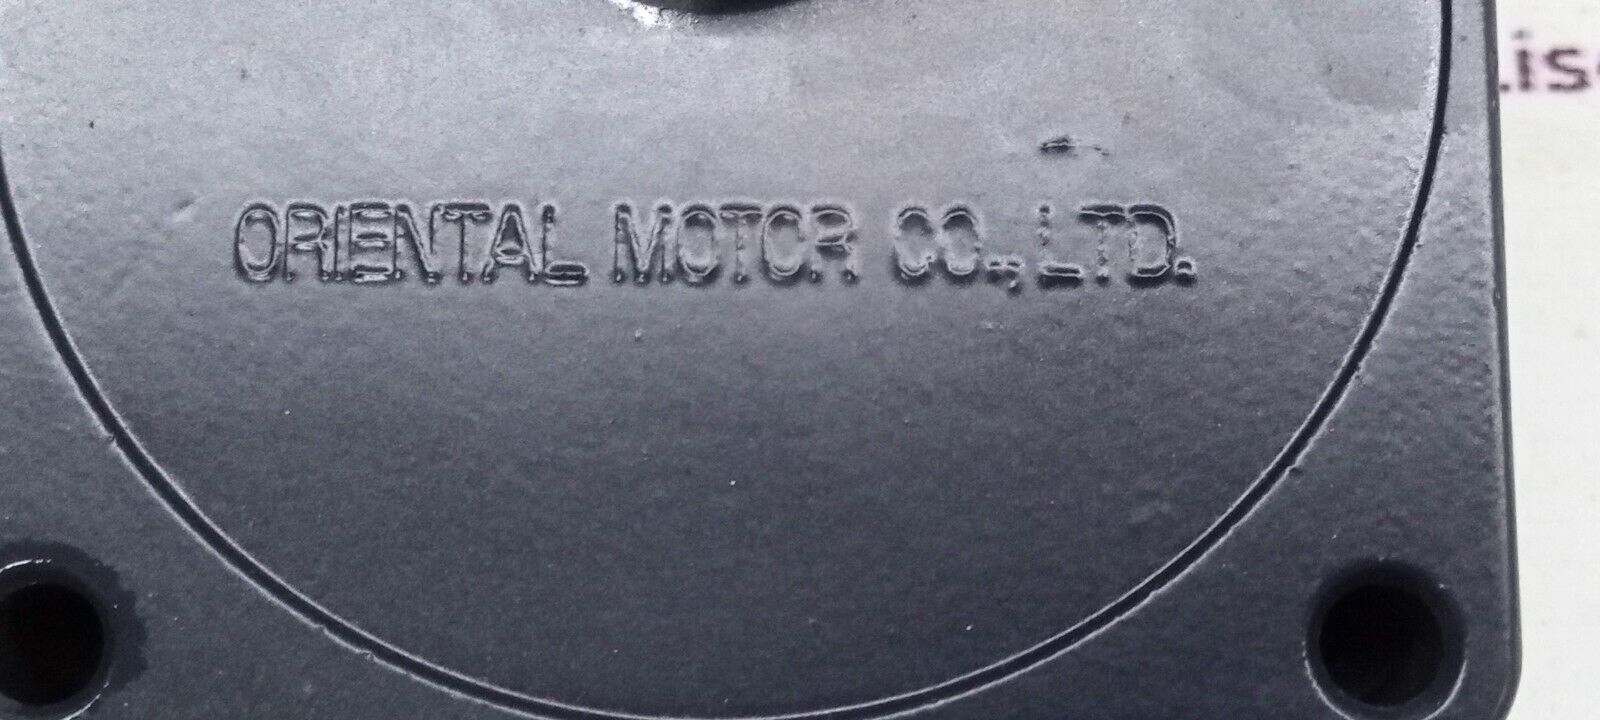 ORIENTAL MOTOR CO., LTD.